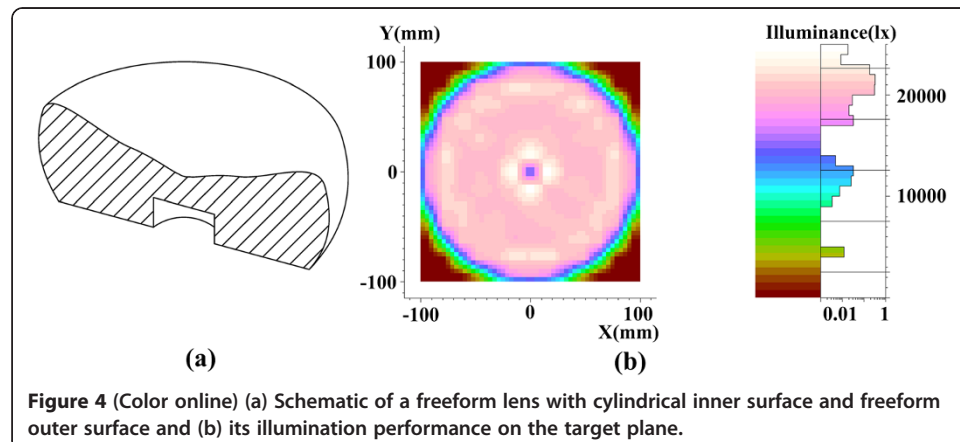 Y(mm)
100
0
-100
-100 0 100
X(mm)
Illuminance(lx)
20000
10000
0.01 1
(a)
(b)
Figure 4 (Color online) (a) Schematic of a freeform lens with cylindrical inner surface and freeform
outer surface and (b) its illumination performance on the target plane.